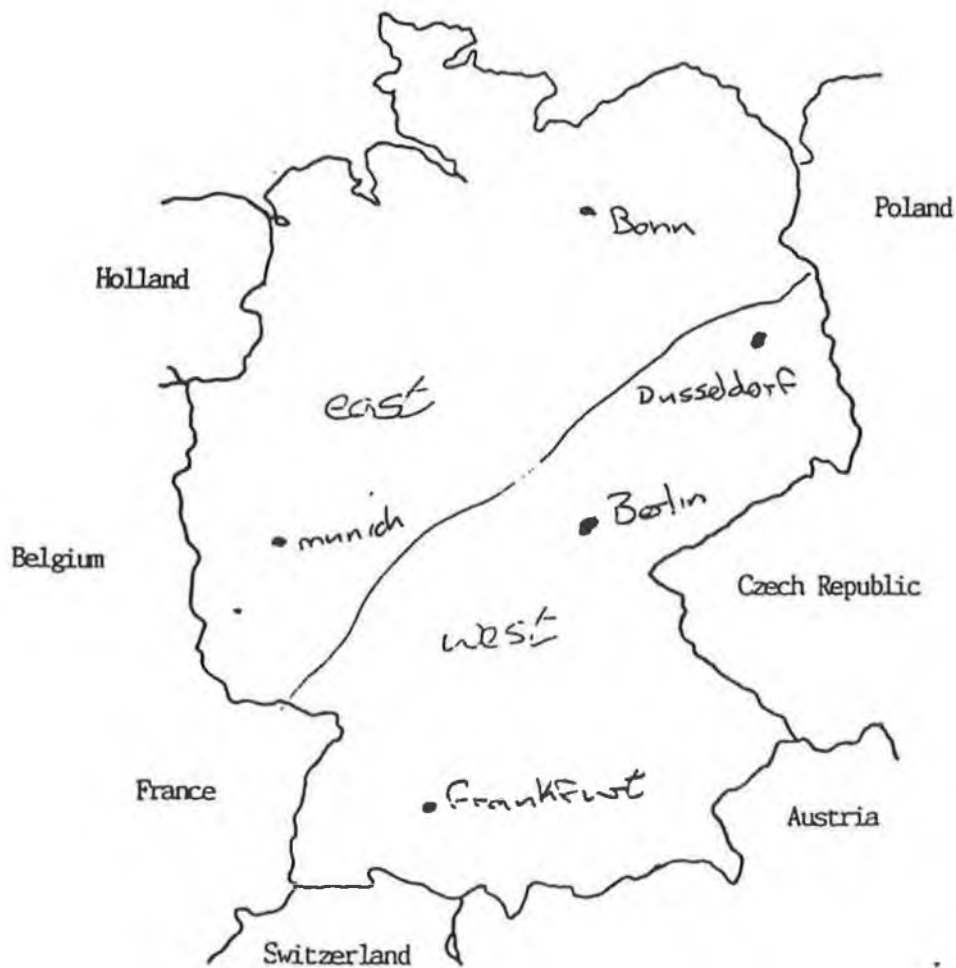 Bonn
Poland
Holland
Dusseldorf
east
Berlin
munich
Belgium
Czech Republic
west
France
Frankfurt
Austria
Switzerland